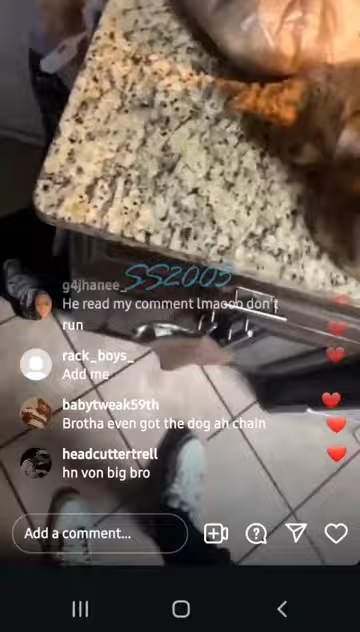 SS2005
g4jhanee_
He read my comment lmaoob don't
run
rack_boys_
Add me
babytweak59th
Brotha even got the dog ah chain
headcuttertrell
hn von big bro
Add a comment...